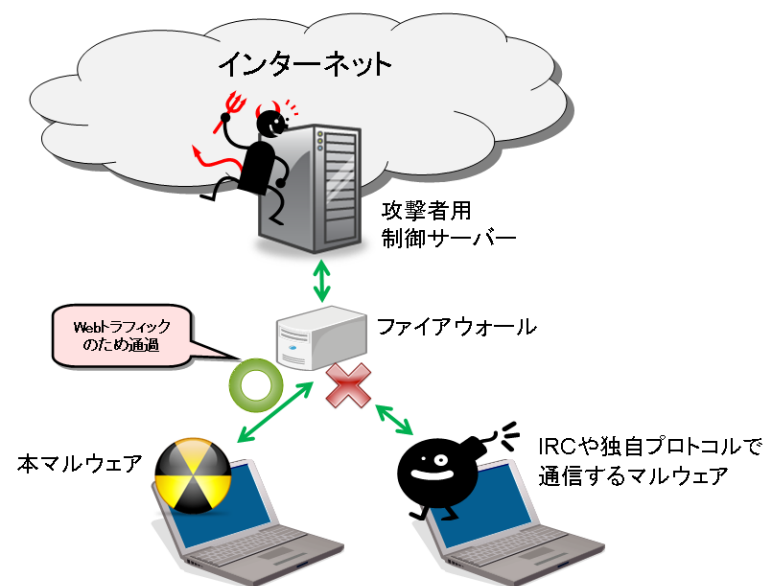 インターネット
攻撃者用
制御サーバー
Webトラフィック
のため通過
ファイアウォール
本マルウェア
IRCや独自プロトコルで
通信するマルウェア